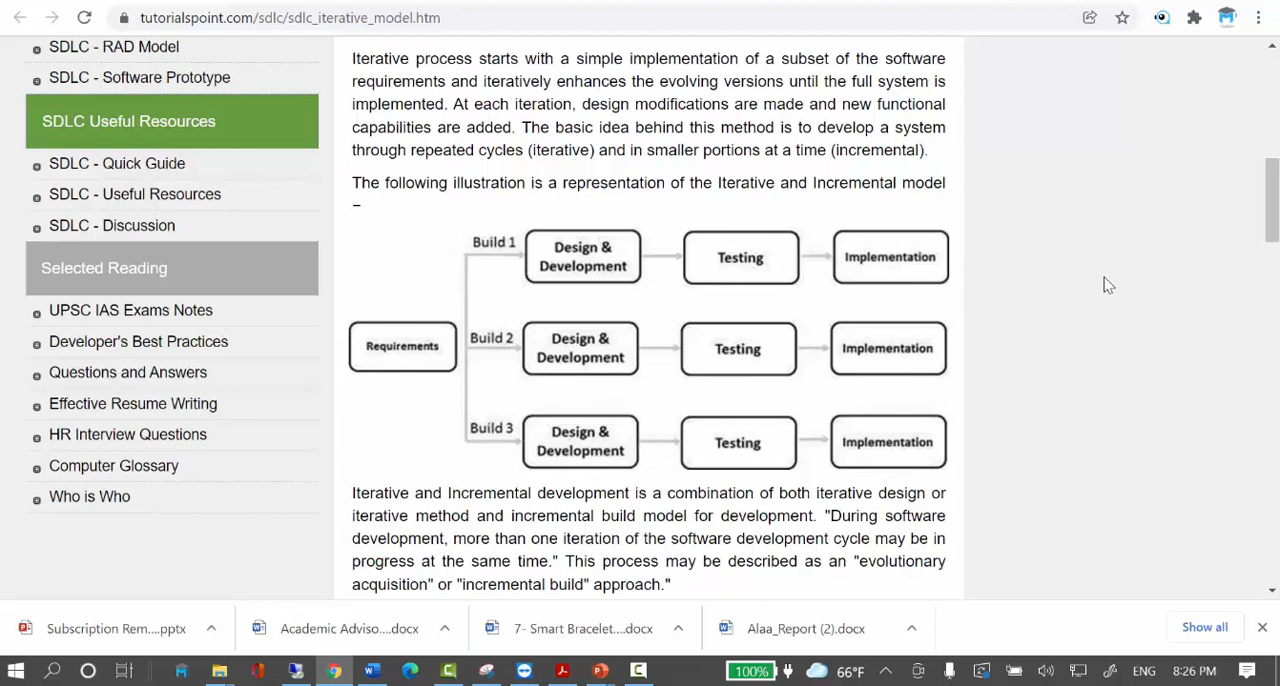 tutorialspoint.com/sdlc/sdlc_iterative_model.htm
SDLC - RAD Model
SDLC - Software Prototype
SDLC Useful Resources
SDLC - Quick Guide
SDLC - Useful Resources
SDLC - Discussion
Selected Reading
UPSC IAS Exams Notes
Developer's Best Practices
Questions and Answers
Effective Resume Writing
HR Interview Questions
Computer Glossary
Who is Who
Iterative process starts with a simple implementation of a subset of the software
requirements and iteratively enhances the evolving versions until the full system is
implemented. At each iteration, design modifications are made and new functional
capabilities are added. The basic idea behind this method is to develop a system
through repeated cycles (iterative) and in smaller portions at a time (incremental).
The following illustration is a representation of the Iterative and Incremental model
–
Requirements
Build 1
Design &
Development
Testing
Implementation
Build 2
Design &
Development
Testing
Implementation
Build 3
Design &
Development
Testing
Implementation
Iterative and Incremental development is a combination of both iterative design or
iterative method and incremental build model for development. "During software
development, more than one iteration of the software development cycle may be in
progress at the same time." This process may be described as an "evolutionary
acquisition" or "incremental build" approach."
Subscription Rem....pptx
Academic Adviso....docx
7- Smart Bracelet....docx
Alaa_Report (2).docx
Show all
100%
66°F
ENG
8:26 PM